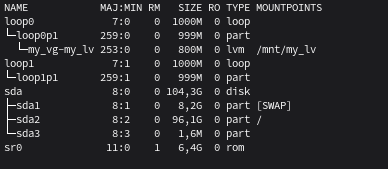 NAME MAJ:MIN RM SIZE RO TYPE MOUNTPOINTS
loop0 7:0 0 1000M 0 loop
└─loop0p1 259:0 0 999M 0 part
  └─my_vg-my_lv 253:0 0 800M 0 lvm /mnt/my_lv
loop1 7:1 0 1000M 0 loop
└─loop1p1 259:1 0 999M 0 part
sda 8:0 0 104,3G 0 disk
├─sda1 8:1 0 8,2G 0 part [SWAP]
├─sda2 8:2 0 96,1G 0 part /
└─sda3 8:3 0 1,6M 0 part
sr0 11:0 1 6,4G 0 rom